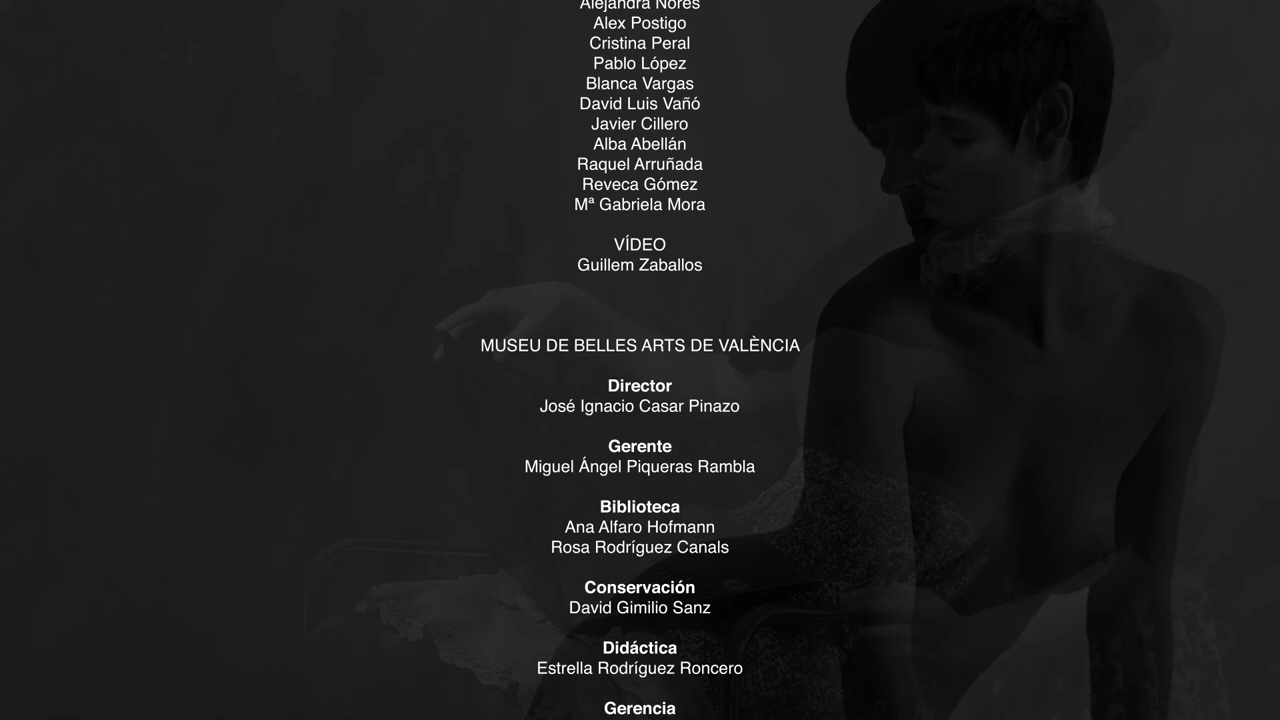 Alejandra Nores
Alex Postigo
Cristina Peral
Pablo López
Blanca Vargas
David Luis Vañó
Javier Cillero
Alba Abellán
Raquel Arruñada
Reveca Gómez
Mª Gabriela Mora
VÍDEO
Guillem Zaballos
MUSEU DE BELLES ARTS DE VALÈNCIA
Director
José Ignacio Casar Pinazo
Gerente
Miguel Ángel Piqueras Rambla
Biblioteca
Ana Alfaro Hofmann
Rosa Rodríguez Canals
Conservación
David Gimilio Sanz
Didáctica
Estrella Rodríguez Roncero
Gerencia